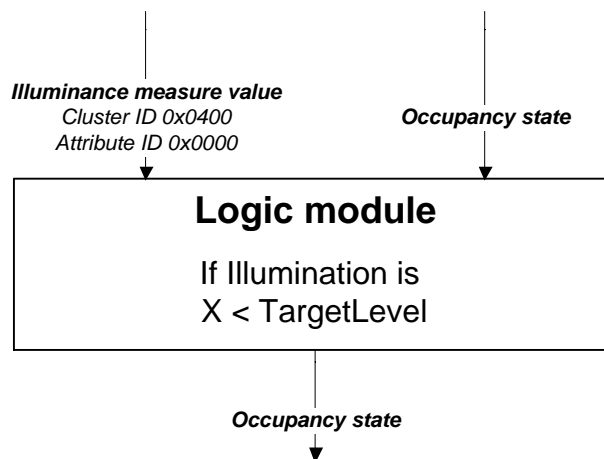 Illuminance measure value
Cluster ID 0x0400
Attribute ID 0x0000
Occupancy state
Logic module
If Illumination is
X < TargetLevel
Occupancy state